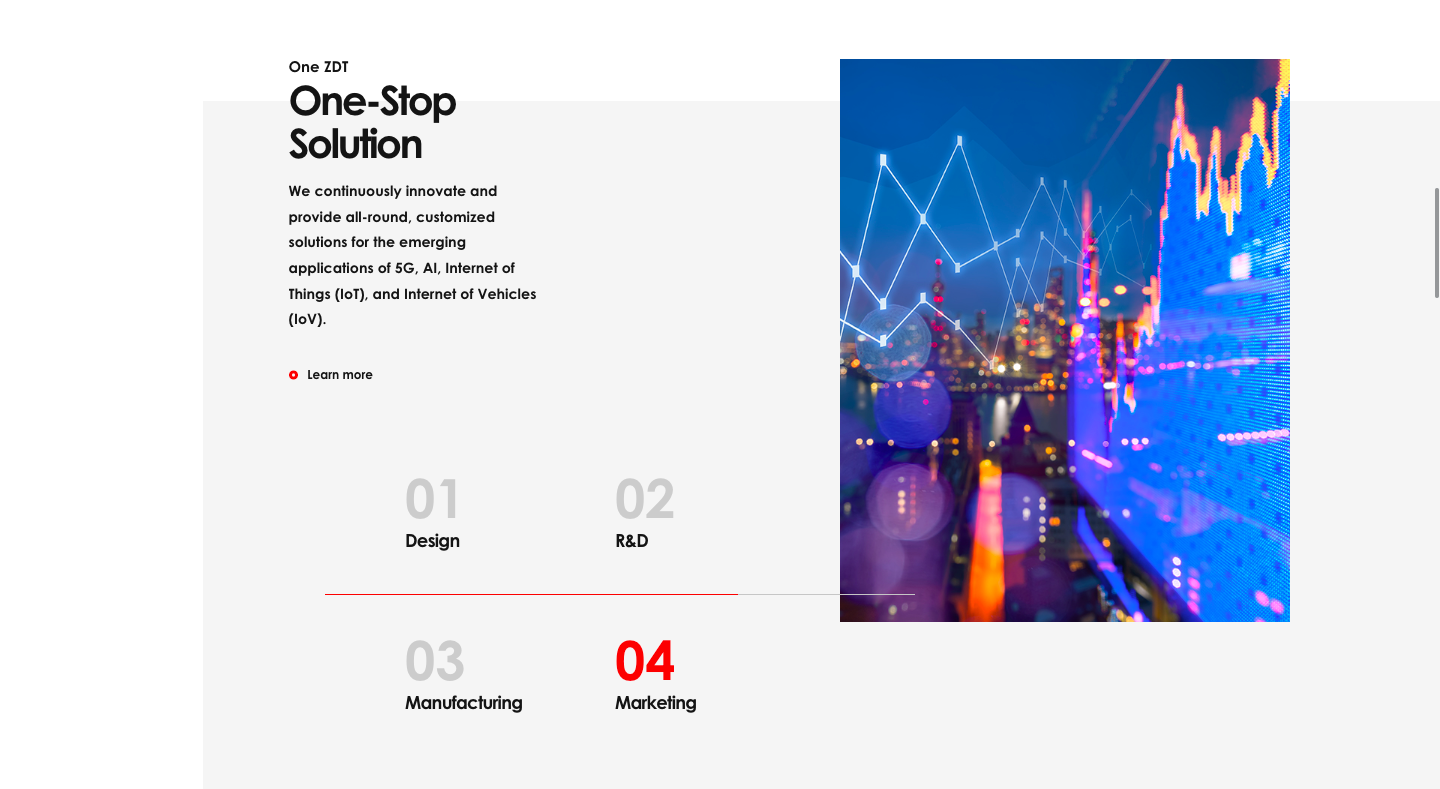 One ZDT
One-Stop
Solution
We continuously innovate and
provide all-round, customized
solutions for the emerging
applications of 5G, AI, Internet of
Things (IoT), and Internet of Vehicles
(IoV).
Learn more
01
02
Design
R&D
03
04
Manufacturing
Marketing